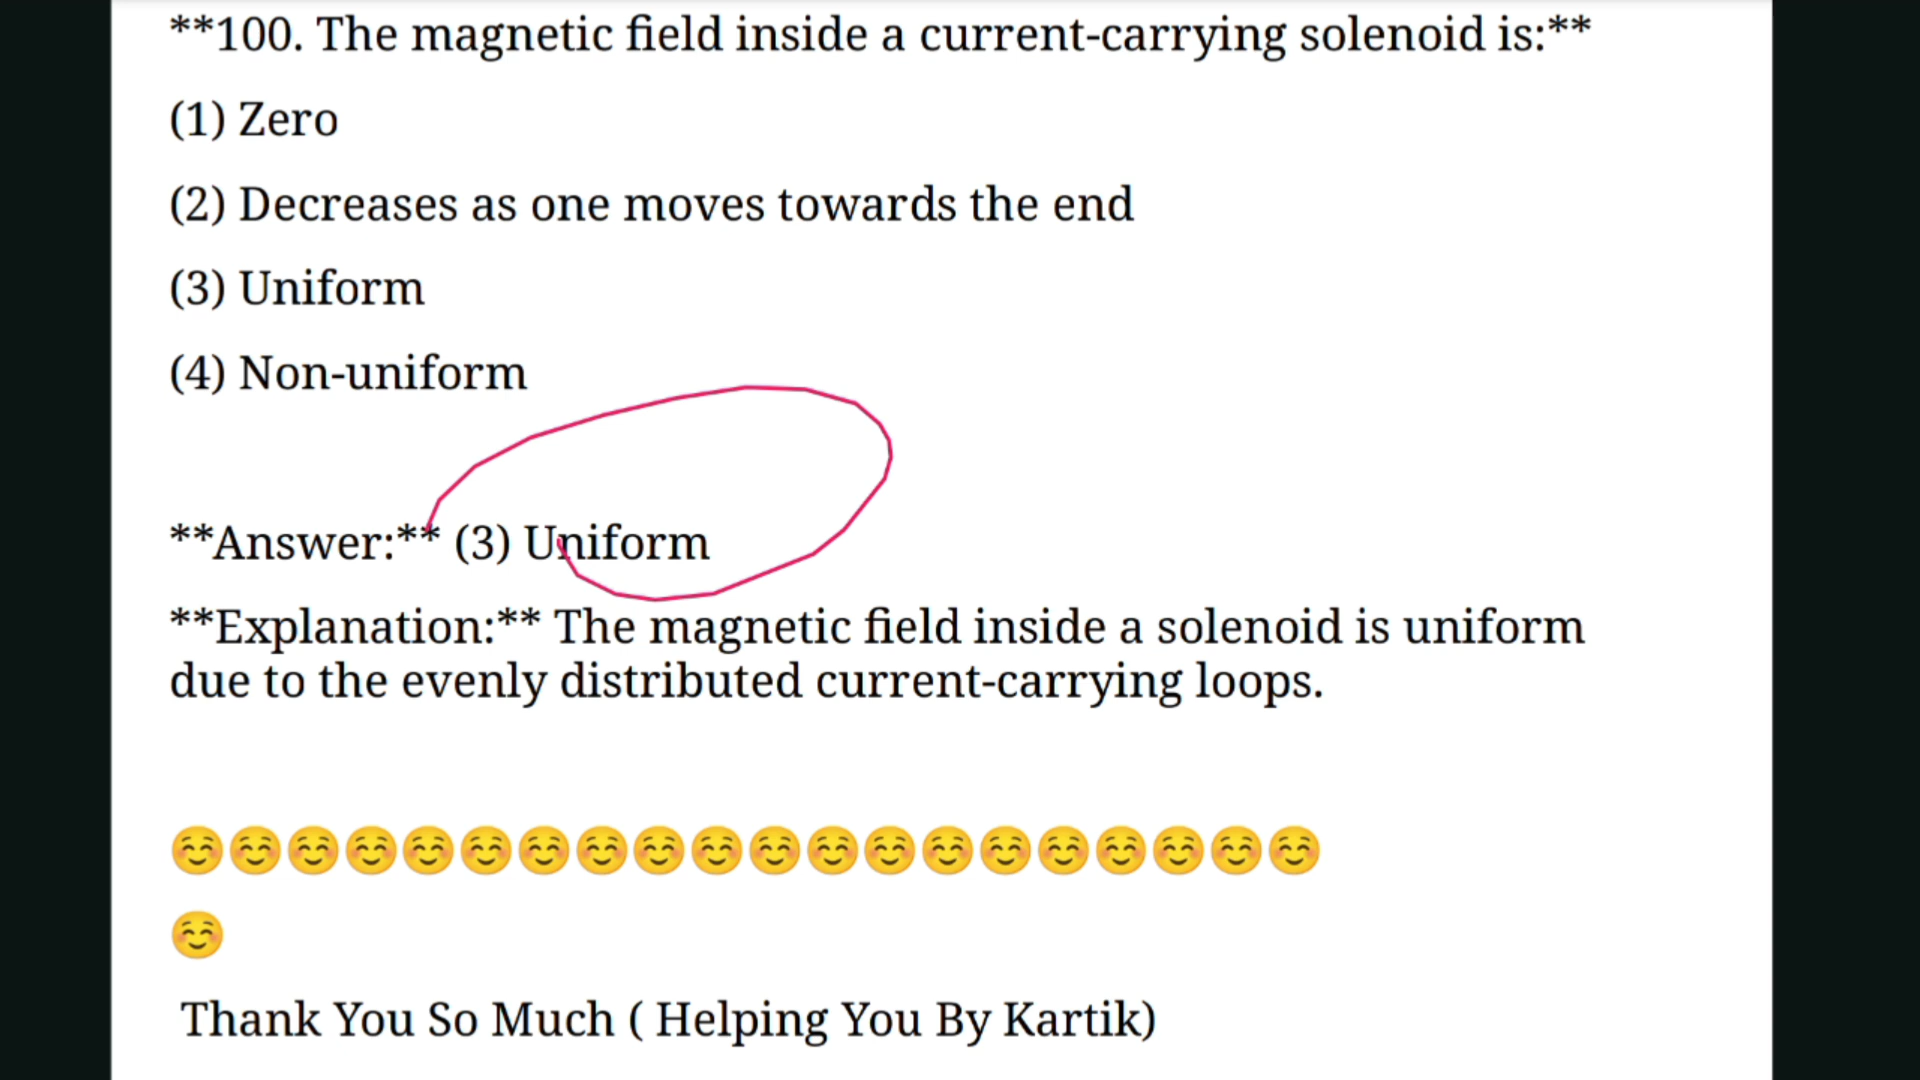 **100. The magnetic field inside a current-carrying solenoid is:**
(1) Zero
(2) Decreases as one moves towards the end
(3) Uniform
(4) Non-uniform
**Answer:** (3) Uniform
**Explanation:** The magnetic field inside a solenoid is uniform
due to the evenly distributed current-carrying loops.
☺️☺️☺️☺️☺️☺️☺️☺️☺️☺️☺️☺️☺️☺️☺️☺️☺️☺️☺️☺️
☺️
Thank You So Much ( Helping You By Kartik)